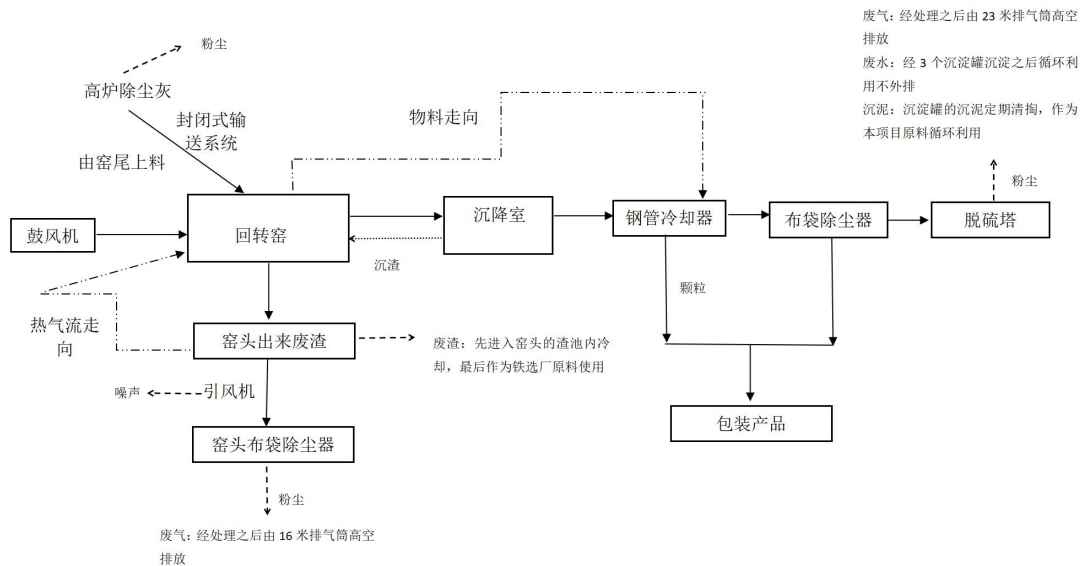 废气：经处理之后由 23 米排气筒高空
排放
废水：经 3 个沉淀罐沉淀之后循环利
用不外排
沉泥：沉淀罐的沉泥定期清掏，作为
本项目原料循环利用
粉尘
高炉除尘灰
封闭式输
送系统
物料走向
由窑尾上料
粉尘
鼓风机
回转窑
沉降室
钢管冷却器
布袋除尘器
脱硫塔
沉渣
颗粒
热气流走
向
窑头出来废渣
废渣：先进入窑头的渣池内冷
却，最后作为铁选厂原料使用
噪声
引风机
包装产品
窑头布袋除尘器
粉尘
废气：经处理之后由 16 米排气筒高空
排放